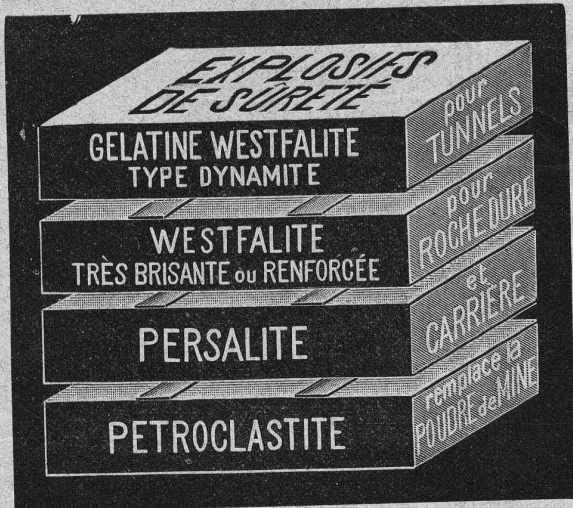 EXPLOSIFS
DE SÛRETÉ
GELATINE WESTFALITE
TYPE DYNAMITE
pour
TUNNELS
WESTFALITE
TRÈS BRISANTE ou RENFORCÉE
pour
ROCHE DURE
PERSALITE
et
CARRIÈRE
PETROCLASTITE
remplace la
POUDRE de MINE